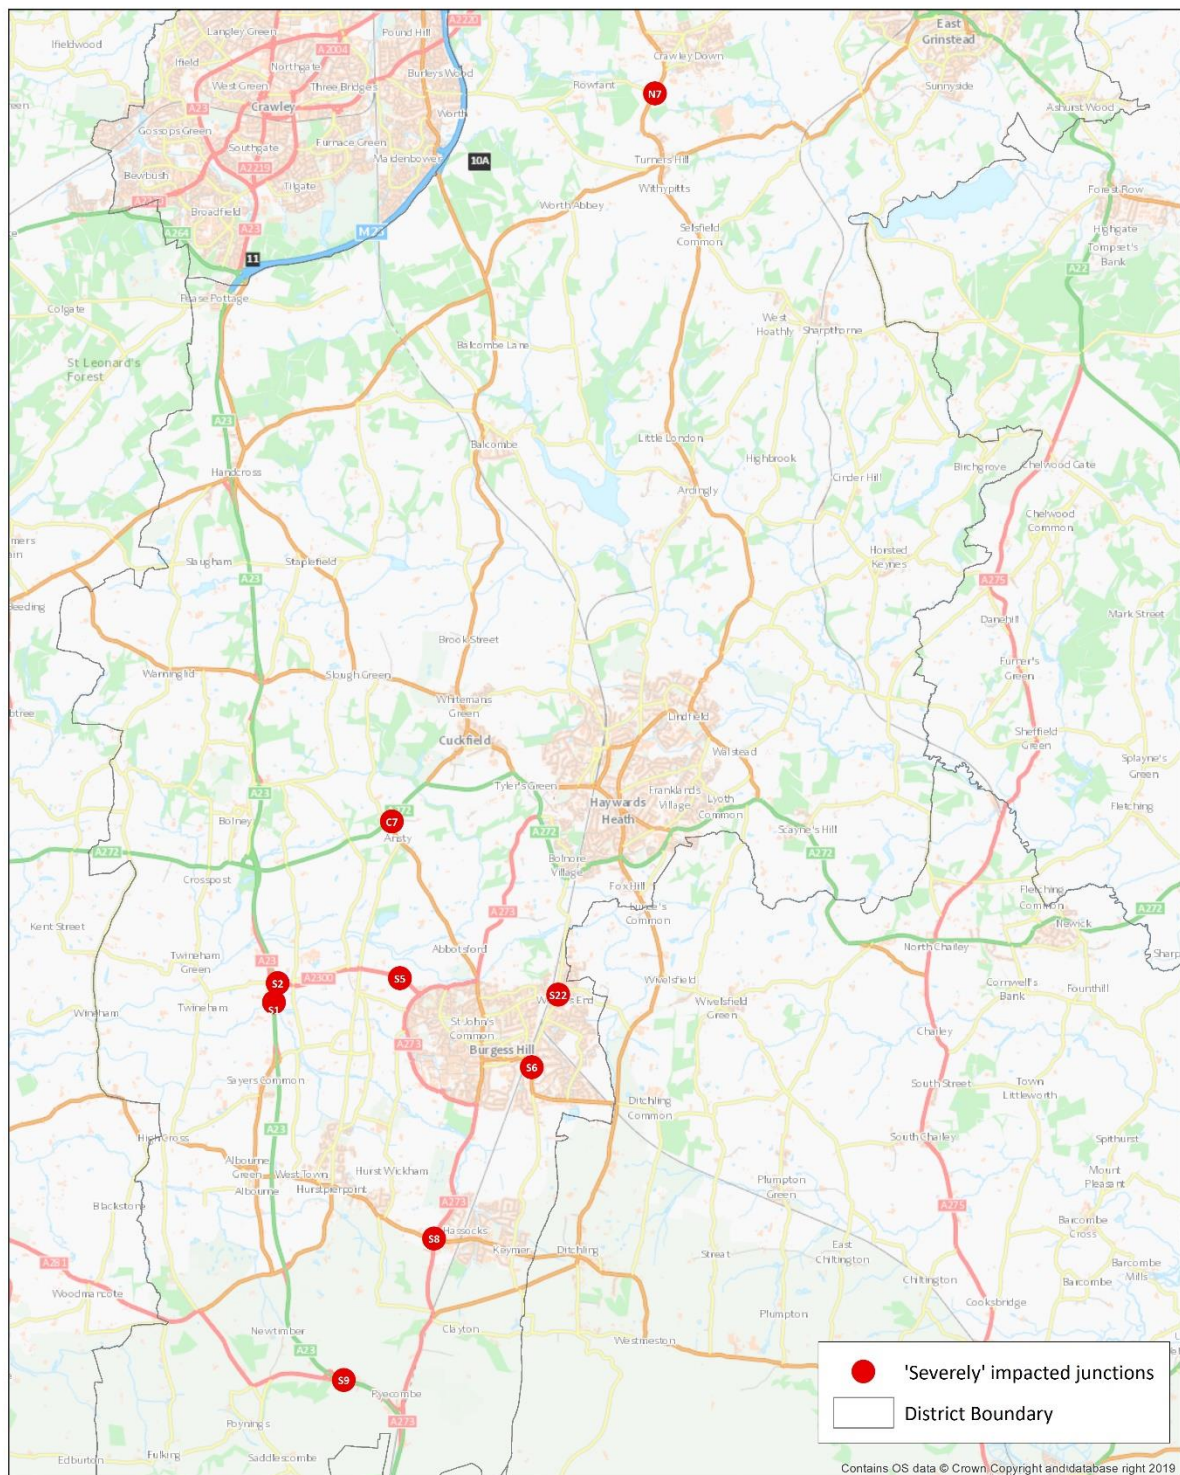 Ifieldwood
Langley Green
Pound Hill
A2220
A2004
East
Grinstead
Ifield
Northgate
Burleys Wood
Crawley Down
West Green
Three Bridges
Rowfant
N7
Sunnyside
A23
Crawley
Worth
Ashurst Wood
Gossops Green
Southgate
Furnace Green
Maidenbower
10A
Turners Hill
Bewbush
A2219
Tilgate
Withypitts
Forest Row
Broadfield
Worth Abbey
A264
A23
M23
Selsfield
Common
Highgate
Tompset's
Bank
11
A22
Pease Pottage
Colgate
West
Hoathly
Sharpthorne
St Leonard's
Forest
Balcombe Lane
A23
Balcombe
Little London
Highbrook
Birchgrove
Chelwood Gate
Handcross
Cinder Hill
Ardingly
Chelwood
Common
Slaugham
Staplefield
Horsted
Keynes
A23
A275
Danehill
Mark Street
Brook Street
Warninglid
Slough Green
Furner's
Green
Whitemans
Green
Lindfield
Cuckfield
Walstead
Sheffield
Green
Splayne's
Green
Tyler's Green
Franklands
Village
Lyoth
Common
A23
Haywards
Heath
Fletching
Bolney
C7
A272
Ansty
A272
Scayne's Hill
A272
Bolnore
Village
A272
Crosspost
Fox Hill
Fletching
Common
Kent Street
A273
Common
Newick
A272
Abbotsford
North Chailey
Twineham
Green
A23
A2300
S5
Wivelsfield
S2
S22
Wivelsfield
Green
Cornwell's
Bank
Founthill
Wineham
Twineham
S1
St John's
Common
Chailey
A273
Burgess Hill
S6
Sayers Common
South Street
Town
Littleworth
Ditchling
Common
A23
High Cross
South Chailey
Spithurst
Albourne
Green
West Town
Hurst Wickham
Mount
Pleasant
Albourne
Hurstpierpoint
Plumpton
Green
Blackstone
A273
A275
Hassocks
Barcombe
Cross
S8
Keymer
Ditchling
Streat
East
Chiltington
A281
Barcombe
Mills
Woodmancote
Chiltington
Barcombe
Cooksbridge
Plumpton
Newtimber
Clayton
Westmeston
A23
S9
Pyecombe
A273
Poynings
Fulking
Saddlescombe
Edburton
'Severely' impacted junctions
District Boundary
Contains OS data © Crown Copyright and database right 2019